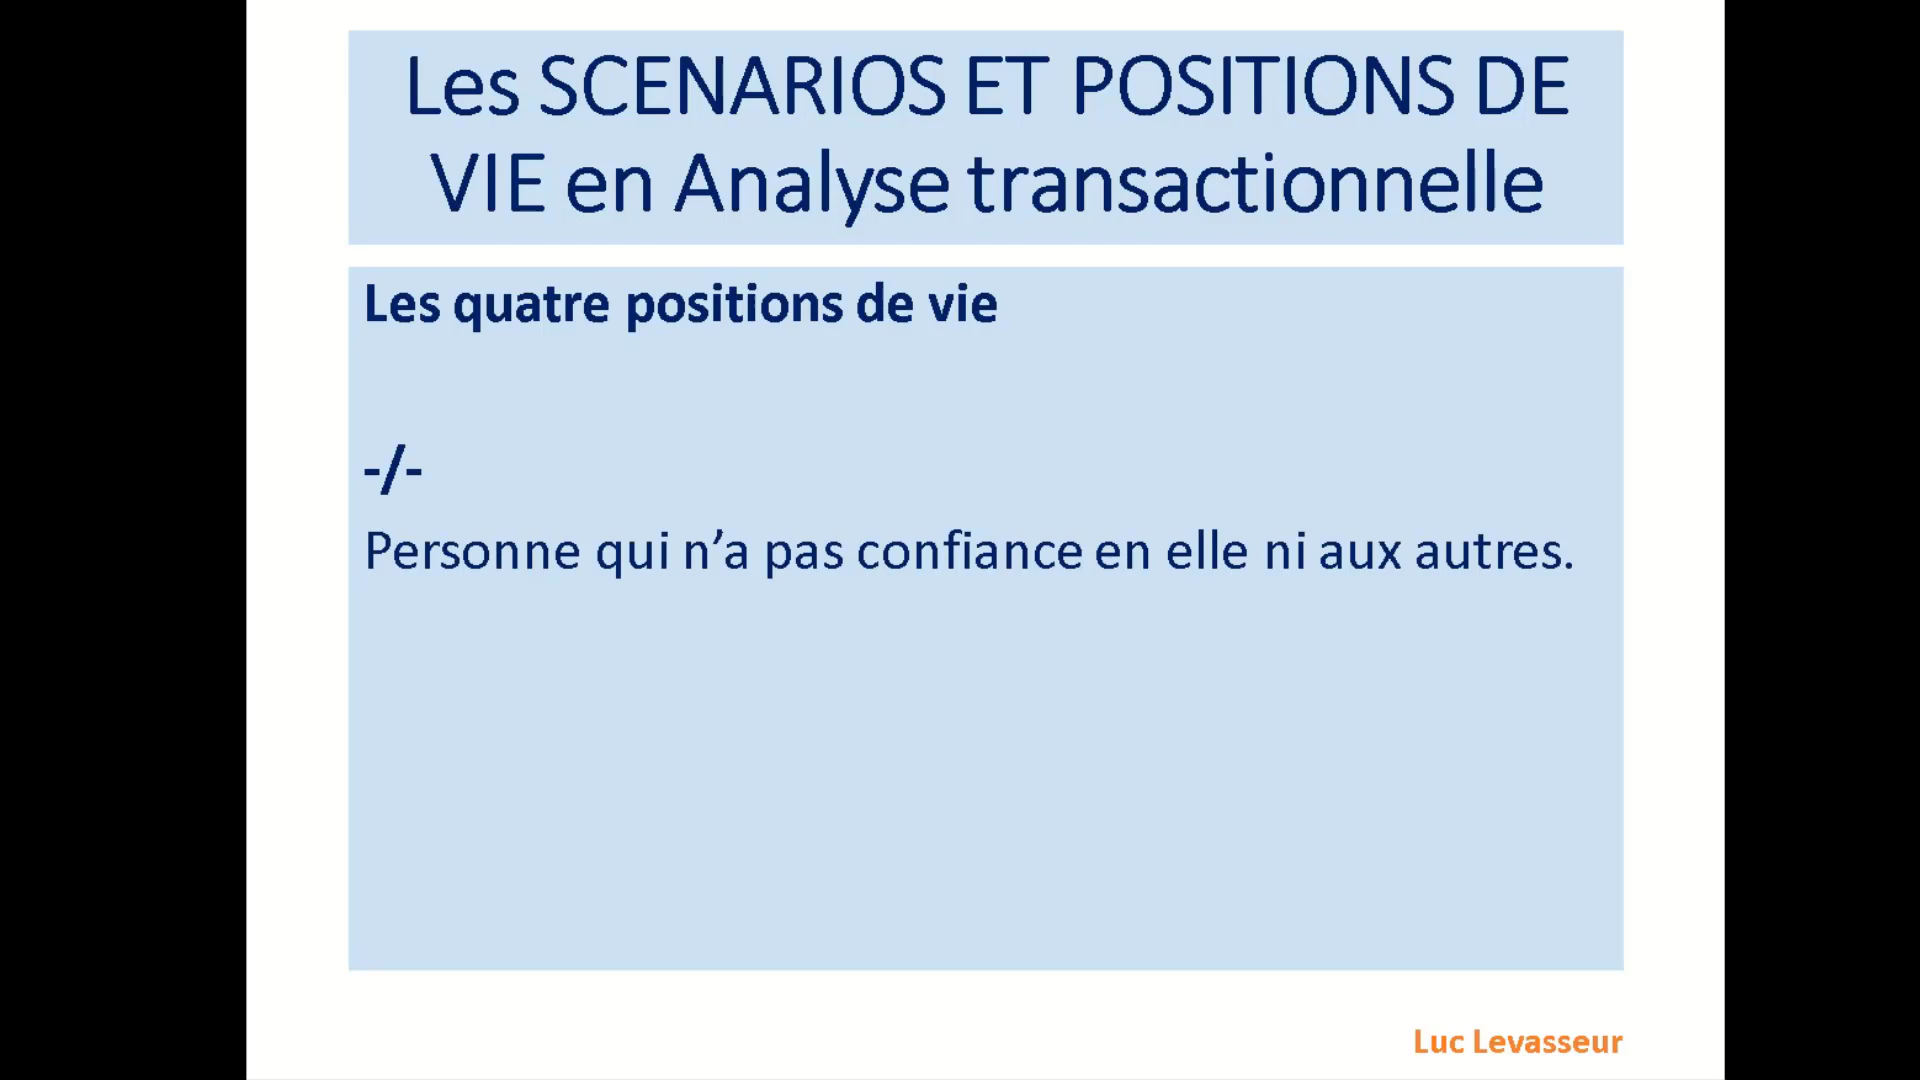 Les SCENARIOS ET POSITIONS DE
VIE en Analyse transactionnelle
Les quatre positions de vie
-/-
Personne qui n’a pas confiance en elle ni aux autres.
Luc Levasseur